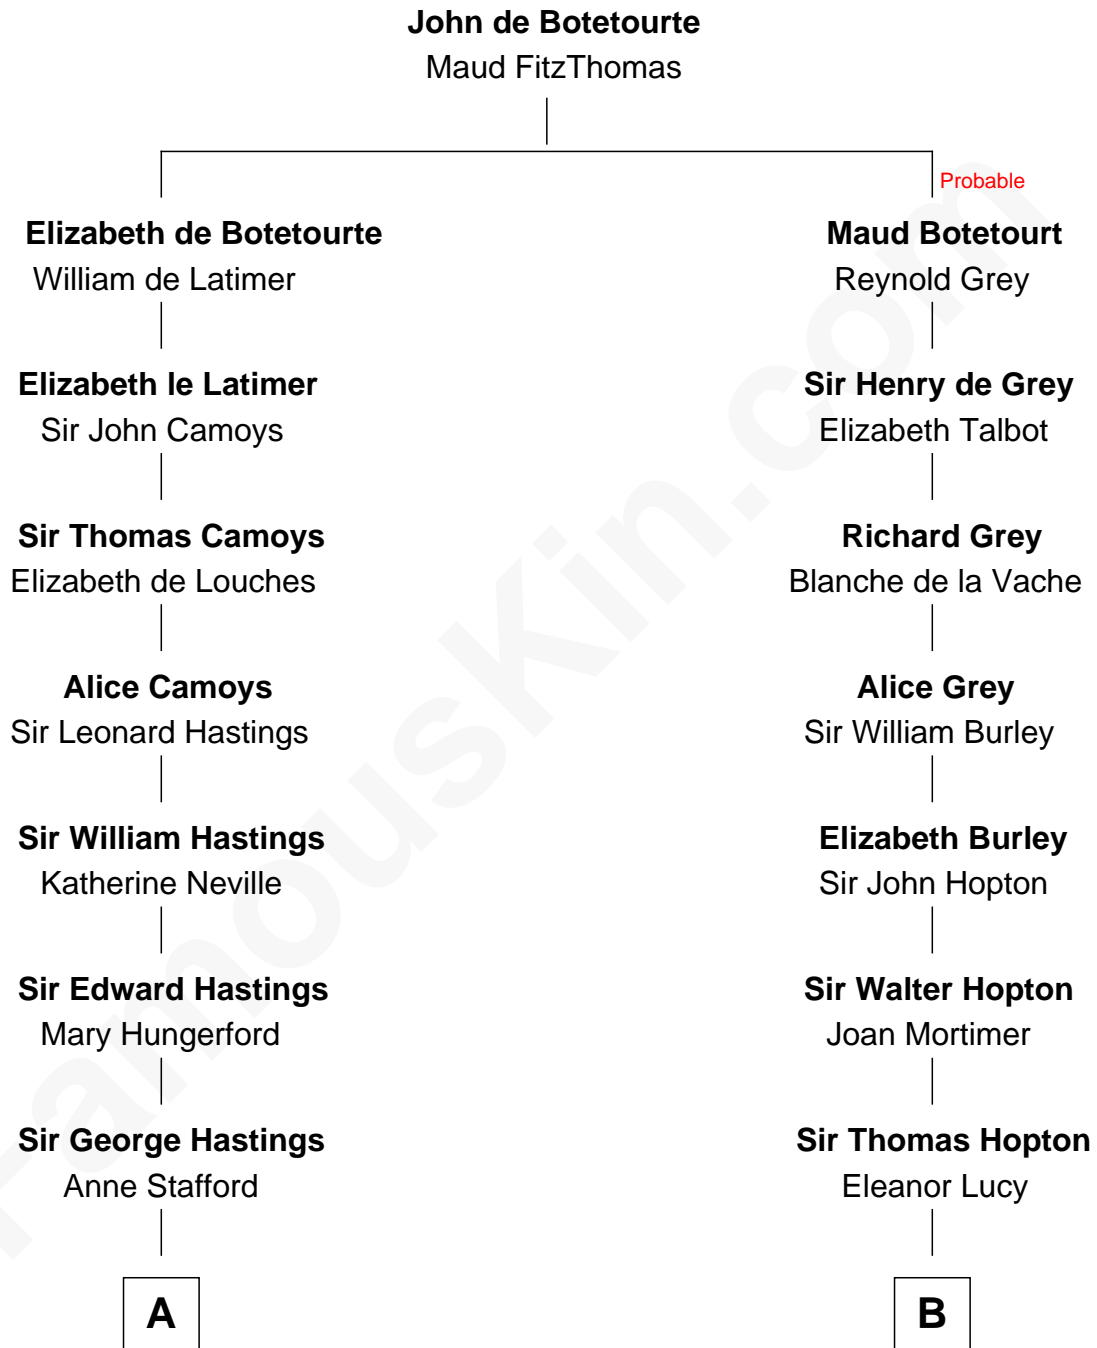 John de Botetourte
Maud FitzThomas
Probable
Elizabeth de Botetourte
William de Latimer
Maud Botetourt
Reynold Grey
Elizabeth le Latimer
Sir John Camoys
Sir Henry de Grey
Elizabeth Talbot
Sir Thomas Camoys
Elizabeth de Louches
Richard Grey
Blanche de la Vache
Alice Camoys
Sir Leonard Hastings
Alice Grey
Sir William Burley
Sir William Hastings
Katherine Neville
Elizabeth Burley
Sir John Hopton
Sir Edward Hastings
Mary Hungerford
Sir Walter Hopton
Joan Mortimer
Sir George Hastings
Anne Stafford
Sir Thomas Hopton
Eleanor Lucy
A
B
FamousKin.com